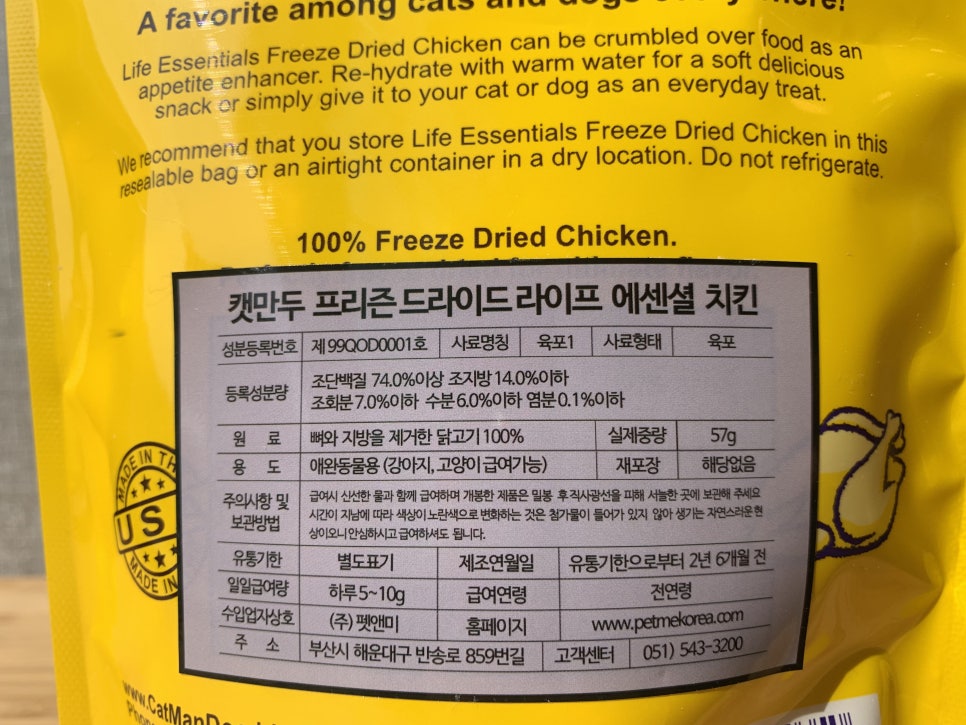 A favorite among cats and dogs everywhere!
Life Essentials Freeze Dried Chicken can be crumbled over food as an
appetite enhancer. Re-hydrate with warm water for a soft delicious
snack or simply give it to your cat or dog as an everyday treat.
We recommend that you store Life Essentials Freeze Dried Chicken in this
resealable bag or an airtight container in a dry location. Do not refrigerate.
100% Freeze Dried Chicken.
캣만두 프리즌 드라이드 라이프 에센셜 치킨
성분등록번호 제 99QOD0001호 사료명칭 육포1 사료형태 육포
등록성분량 조단백질 74.0%이상 조지방 14.0%이하
조회분 7.0%이하 수분 6.0%이하 염분 0.1%이하
원 료 뼈와 지방을 제거한 닭고기 100% 실제중량 57g
용 도 애완동물용 (강아지, 고양이 급여가능) 재포장 해당없음
주의사항 및 보관방법 급여시 신선한 물과 함께 급여하며 개봉한 제품은 밀봉 후 직사광선을 피해 서늘한 곳에 보관해 주세요
시간이 지남에 따라 색상이 노란색으로 변화하는 것은 첨가물이 들어가 있지 않아 생기는 자연스러운 현
상이오니 안심하시고 급여하셔도 됩니다.
유통기한 별도표기 제조연월일 유통기한으로부터 2년 6개월 전
일일급여량 하루 5~10g 급여연령 전연령
수입업자상호 (주) 펫앤미 홈페이지 www.petmekorea.com
주 소 부산시 해운대구 반송로 859번길 고객센터 051) 543-3200
MADE IN TH
US
MADE IN
www.CatManDo
Phon